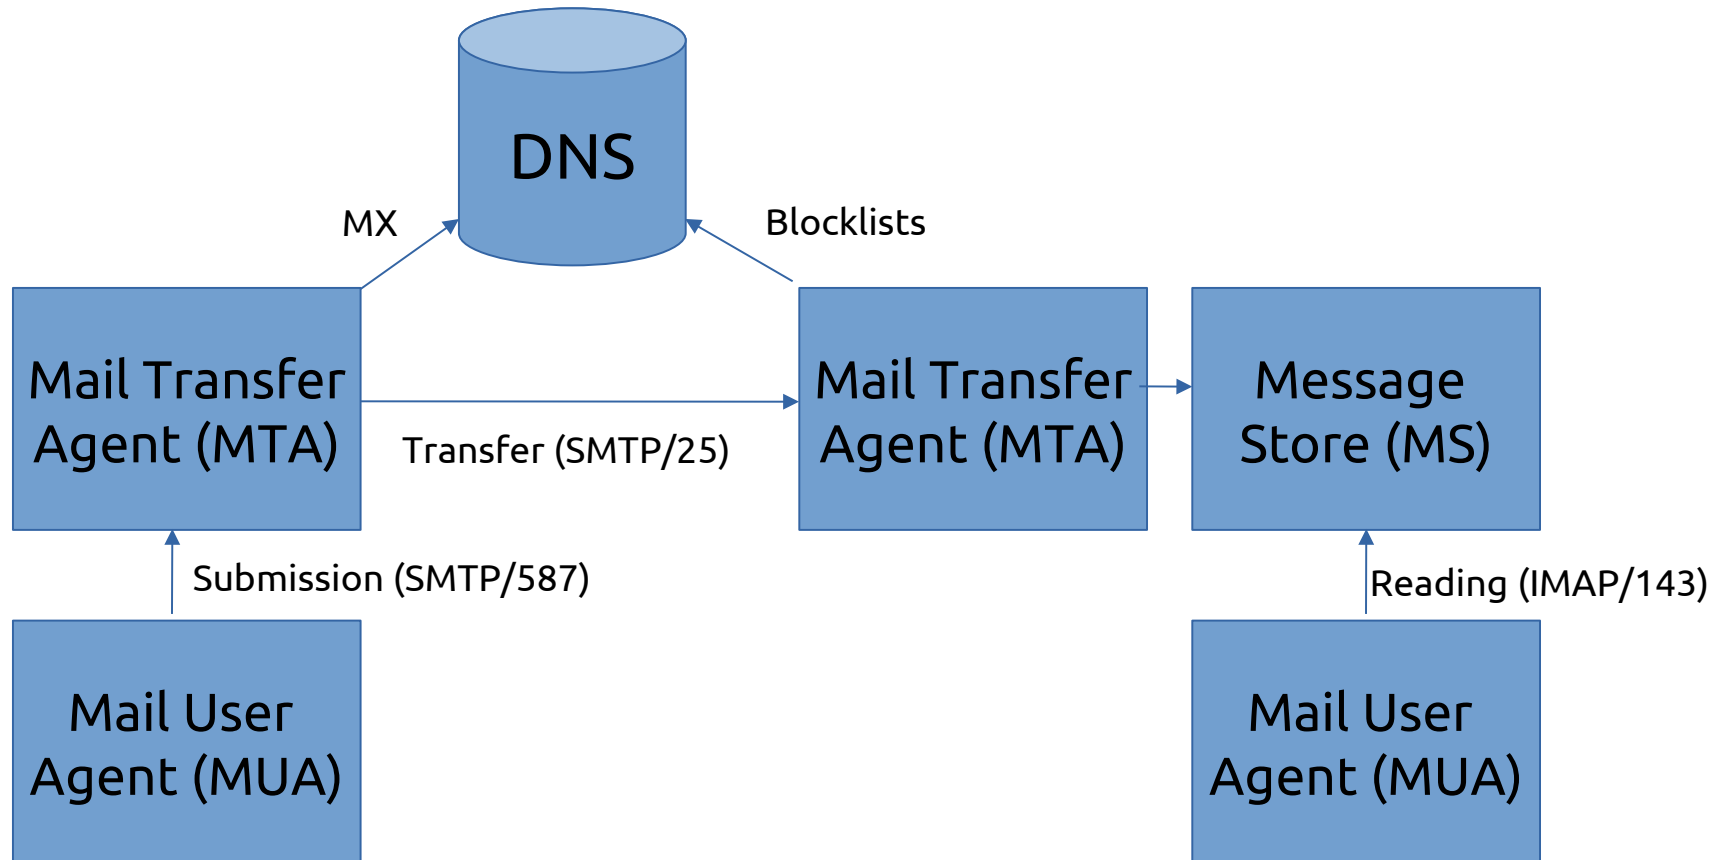 DNS
MX
Blocklists
Mail Transfer
Agent (MTA)
Transfer (SMTP/25)
Mail Transfer
Agent (MTA)
Message
Store (MS)
Submission (SMTP/587)
Reading (IMAP/143)
Mail User
Agent (MUA)
Mail User
Agent (MUA)